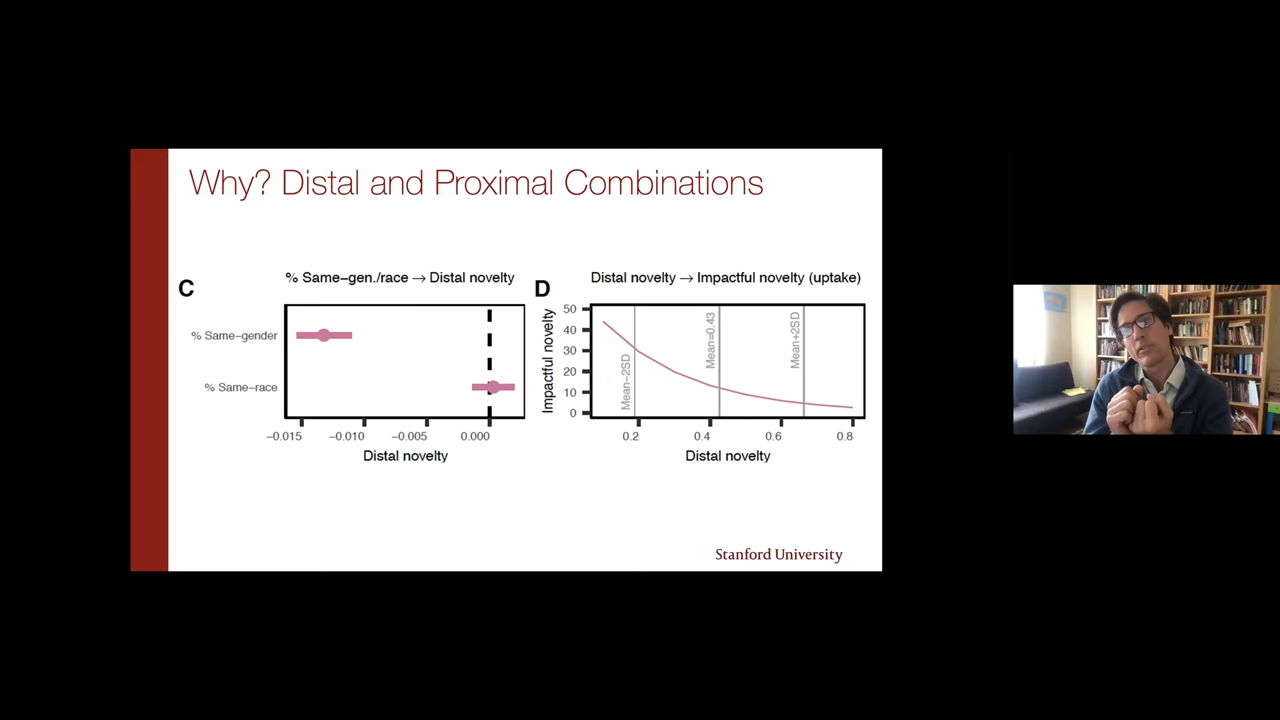 Why? Distal and Proximal Combinations
C
% Same−gen./race → Distal novelty
% Same−gender
% Same−race
−0.015
−0.010
−0.005
0.000
Distal novelty
D
Distal novelty → Impactful novelty (uptake)
Impactful novelty
50
40
30
20
10
0
Mean−2SD
Mean=0.43
Mean+2SD
0.2
0.4
0.6
0.8
Distal novelty
Stanford University